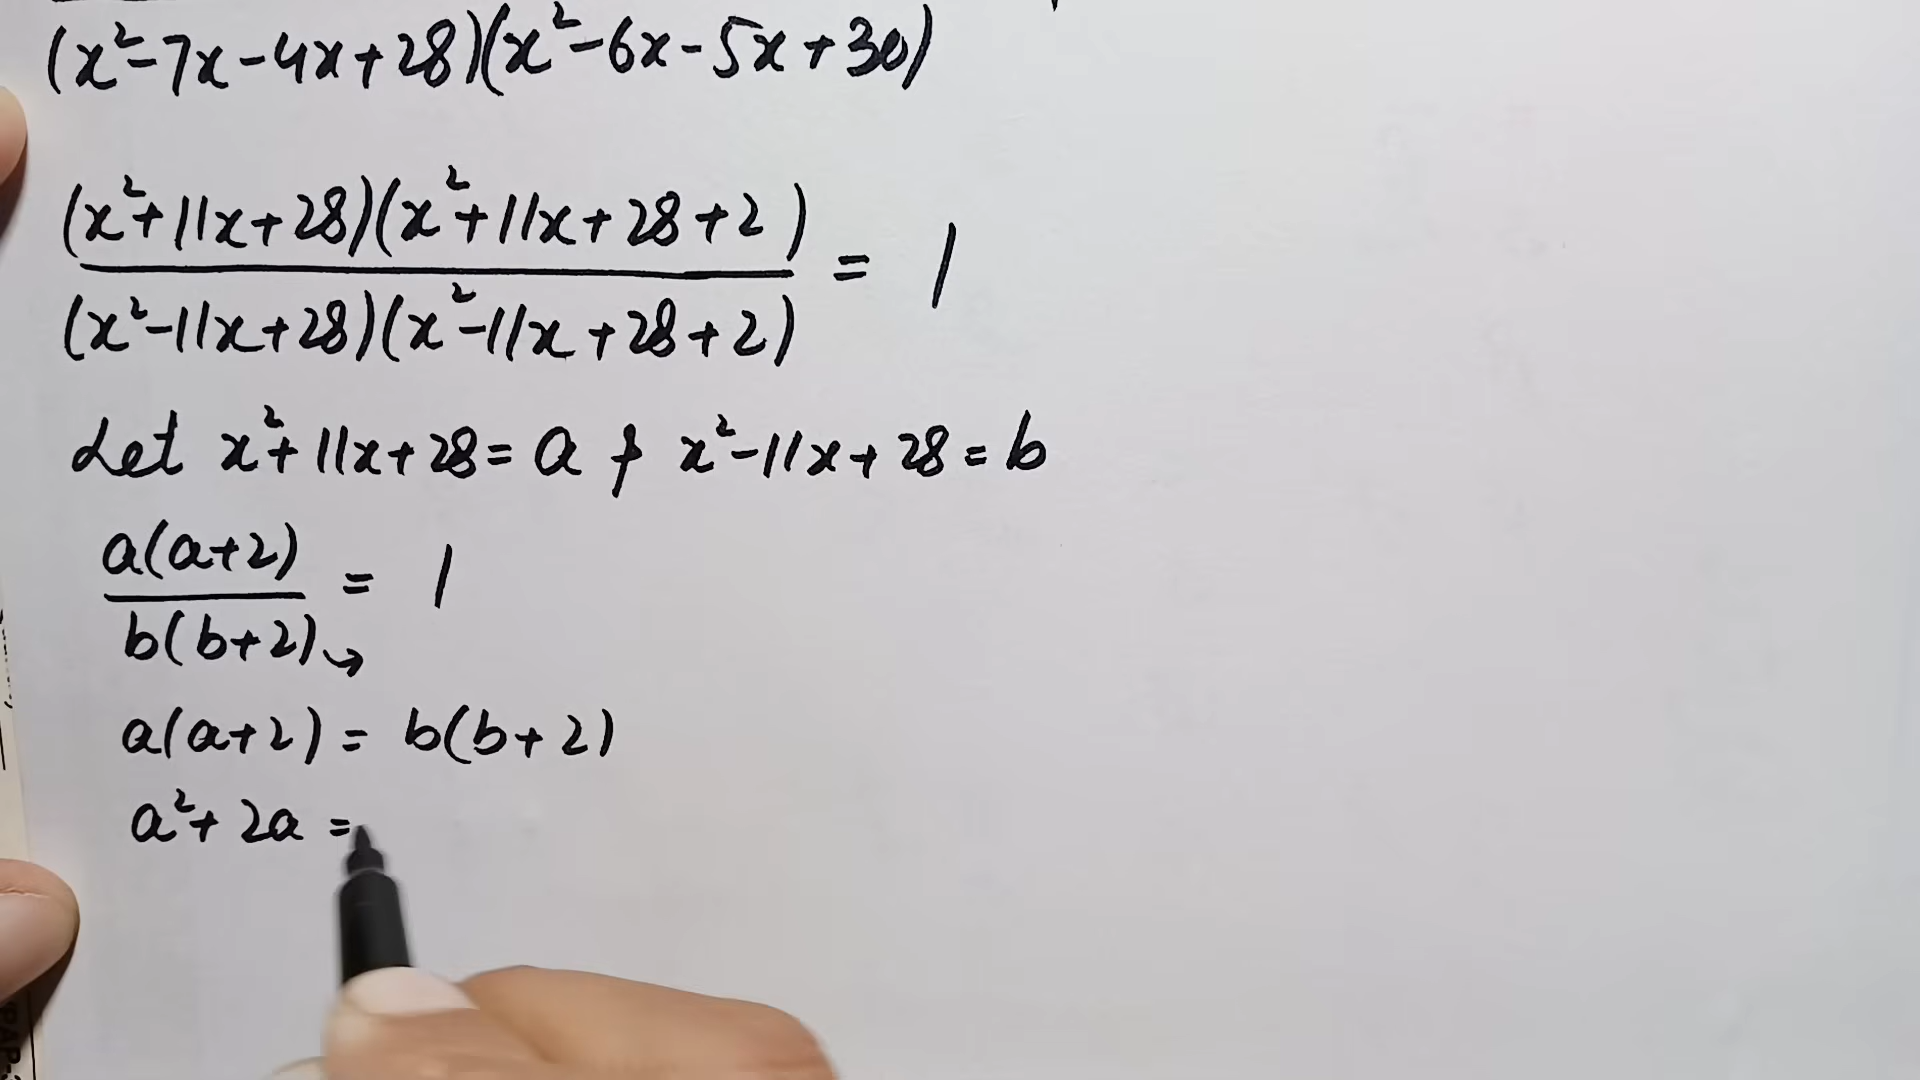 (x²-7x-4x+28)(x²-6x-5x+30)
(x²+11x+28)(x²+11x+28+2)
= 1
(x²-11x+28)(x²-11x+28+2)
Let x²+11x+28= a & x²-11x+28=b
a(a+2)
= 1
b(b+2)→
a(a+2)= b(b+2)
a²+2a =